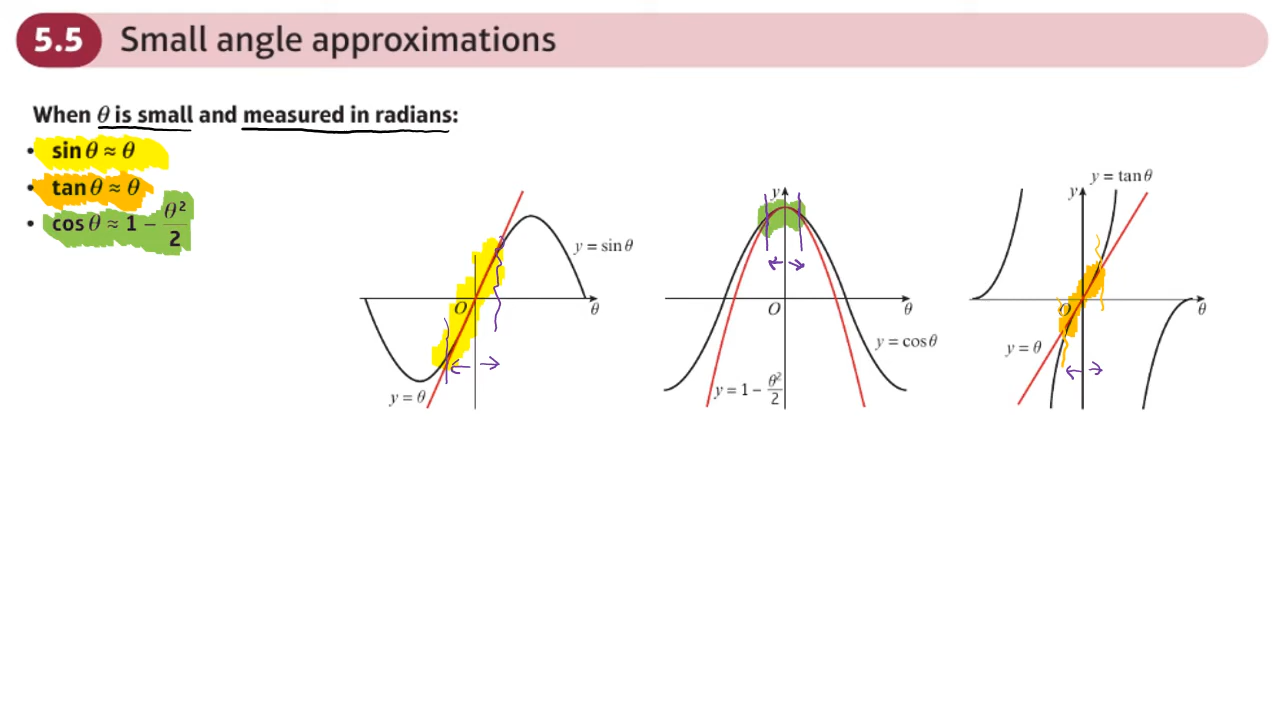 5.5 Small angle approximations
When θ is small and measured in radians:
• sin θ ≈ θ
• tan θ ≈ θ
• cos θ ≈ 1 − θ²/2
y = sin θ
O
θ
y = θ
y
O
θ
y = cos θ
y = 1 − θ²/2
y = tan θ
y
O
θ
y = θ